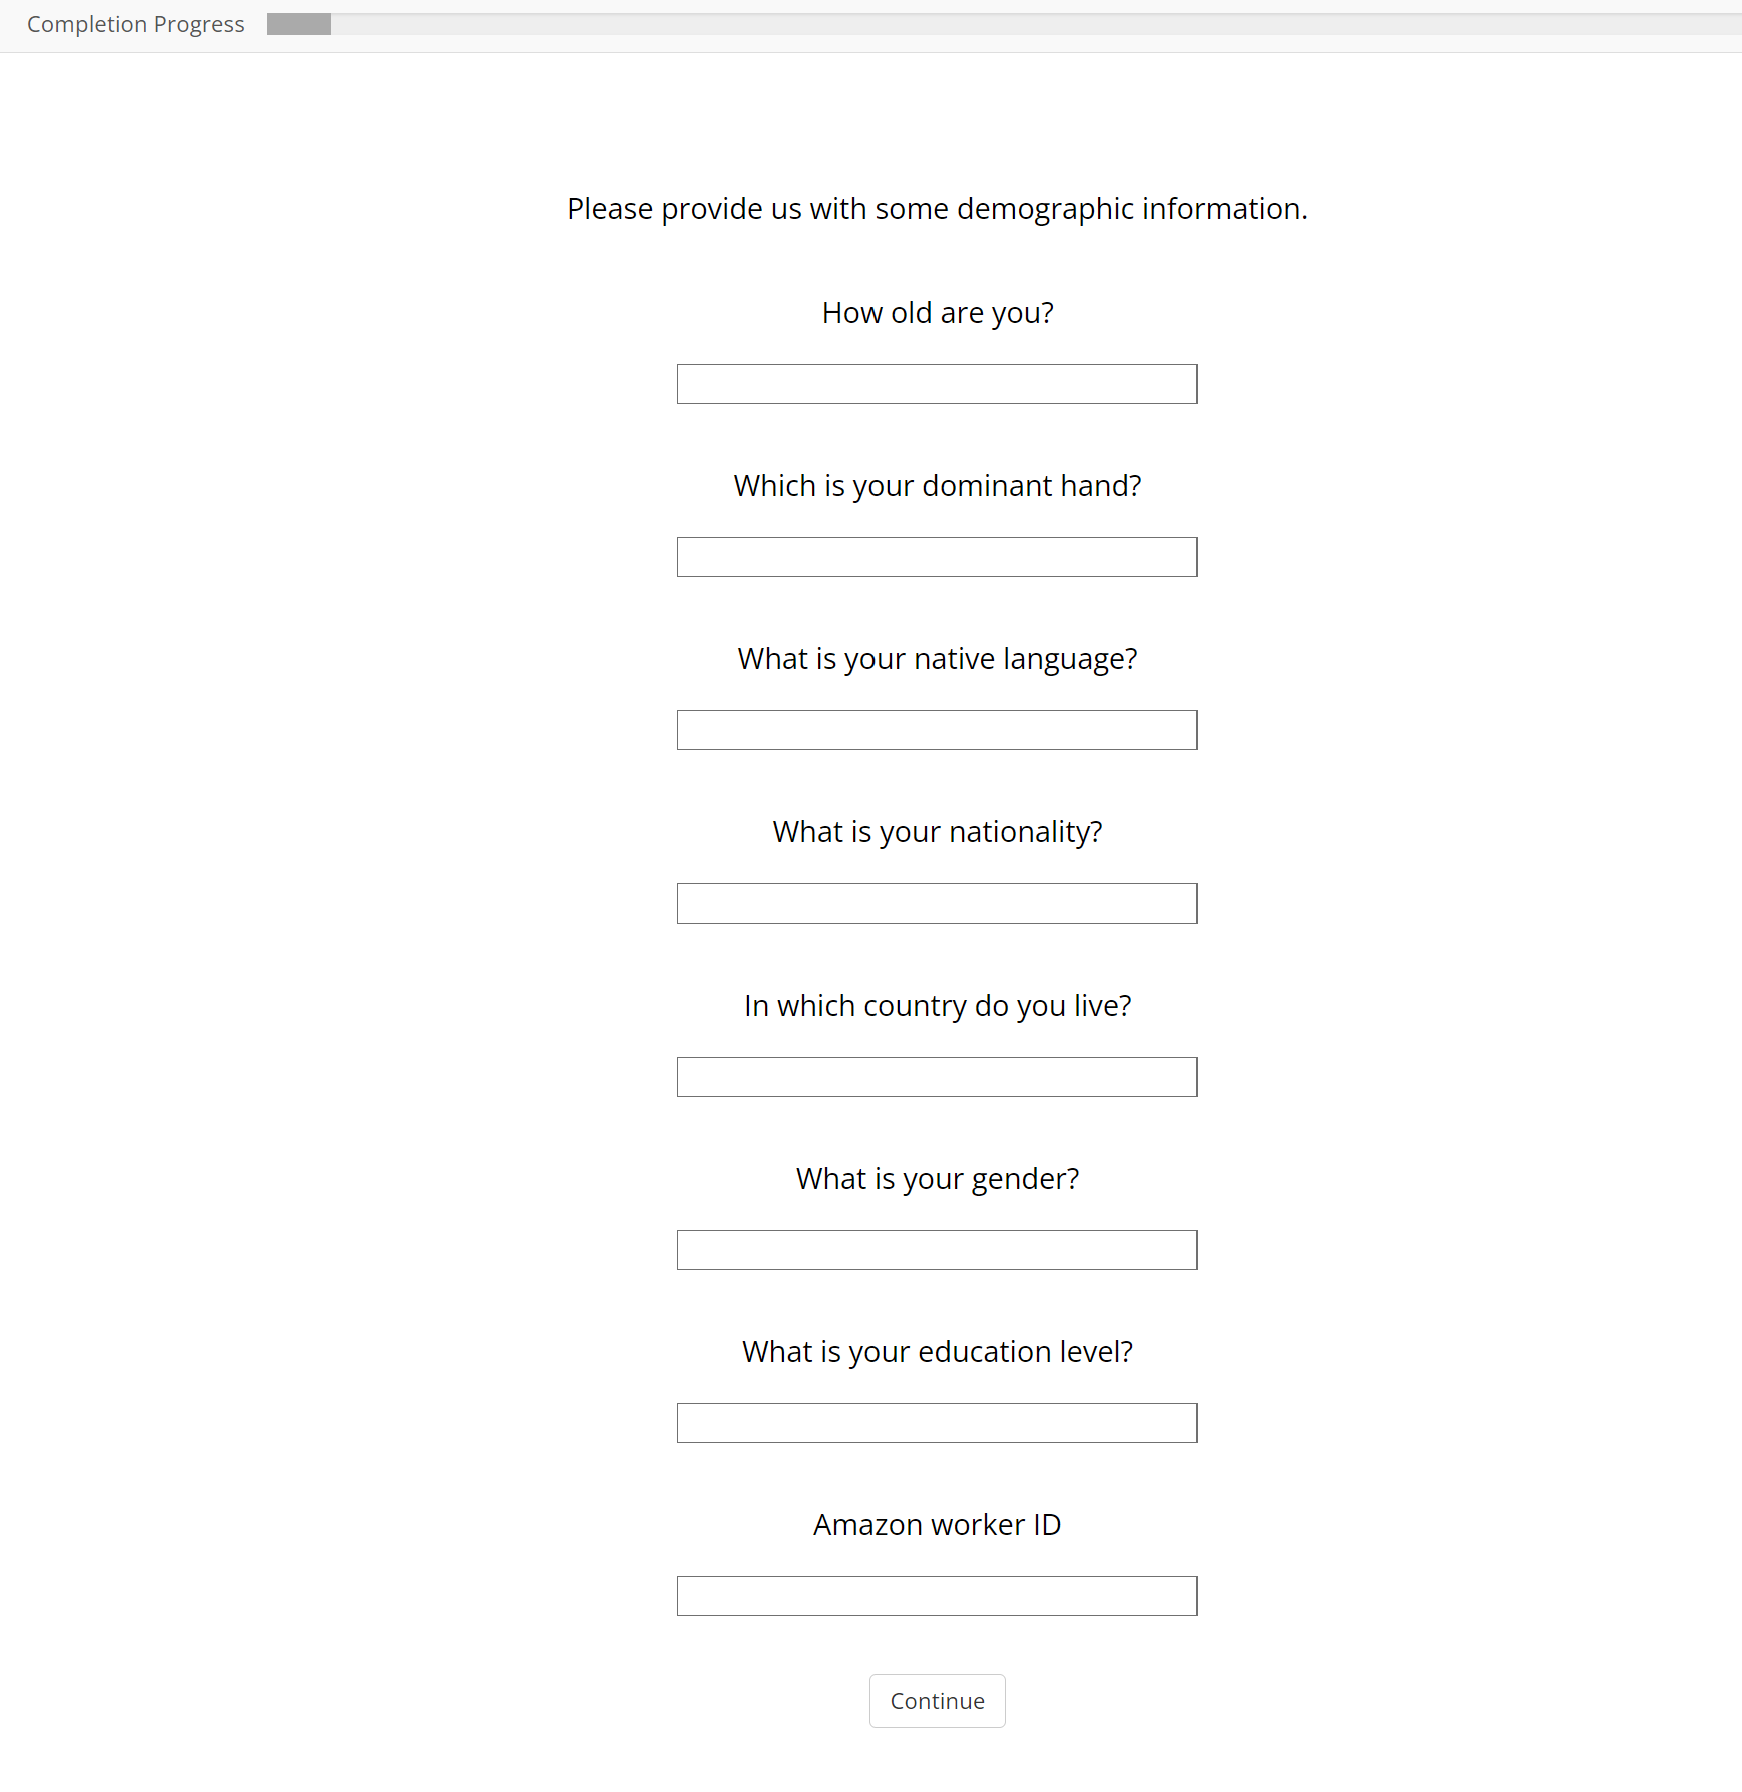 Completion Progress
Please provide us with some demographic information.
How old are you?
Which is your dominant hand?
What is your native language?
What is your nationality?
In which country do you live?
What is your gender?
What is your education level?
Amazon worker ID
Continue